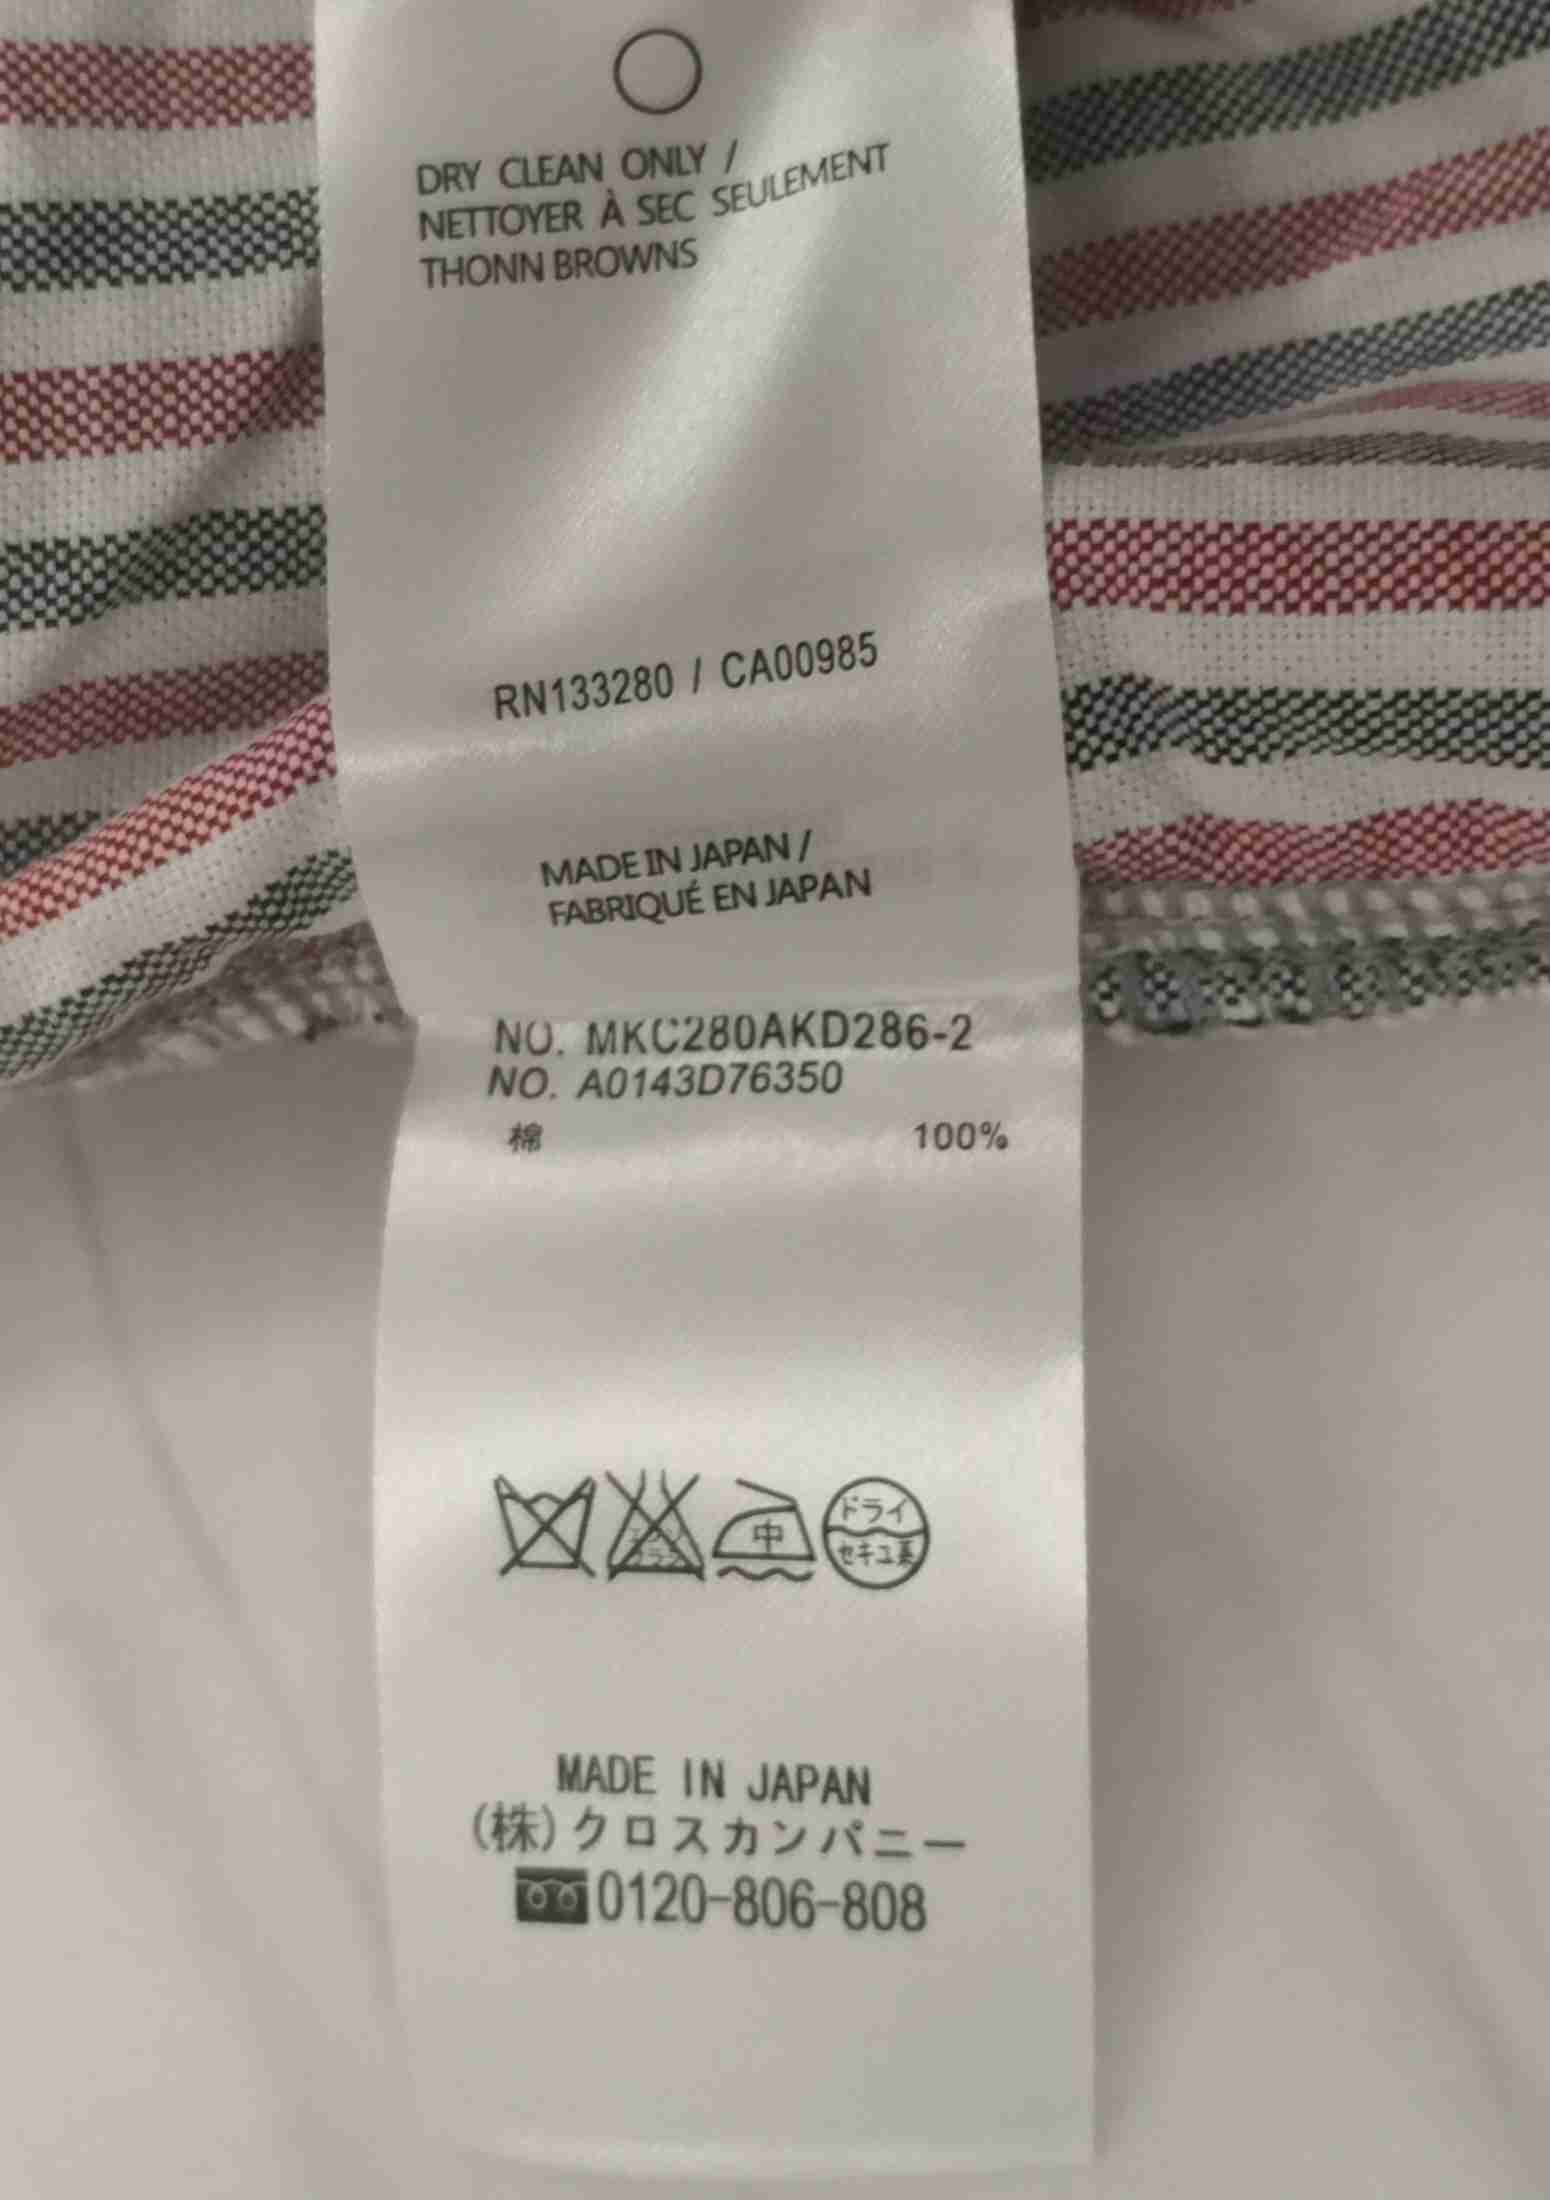 DRY CLEAN ONLY /
NETTOYER À SEC SEULEMENT
THONN BROWNS
RN133280 / CA00985
MADE IN JAPAN /
FABRIQUÉ EN JAPAN
NO. MKC280AKD286-2
NO. A0143D76350
棉 100%
中
ドライ
セキユ系
MADE IN JAPAN
(株)クロスカンパニー
0120-806-808